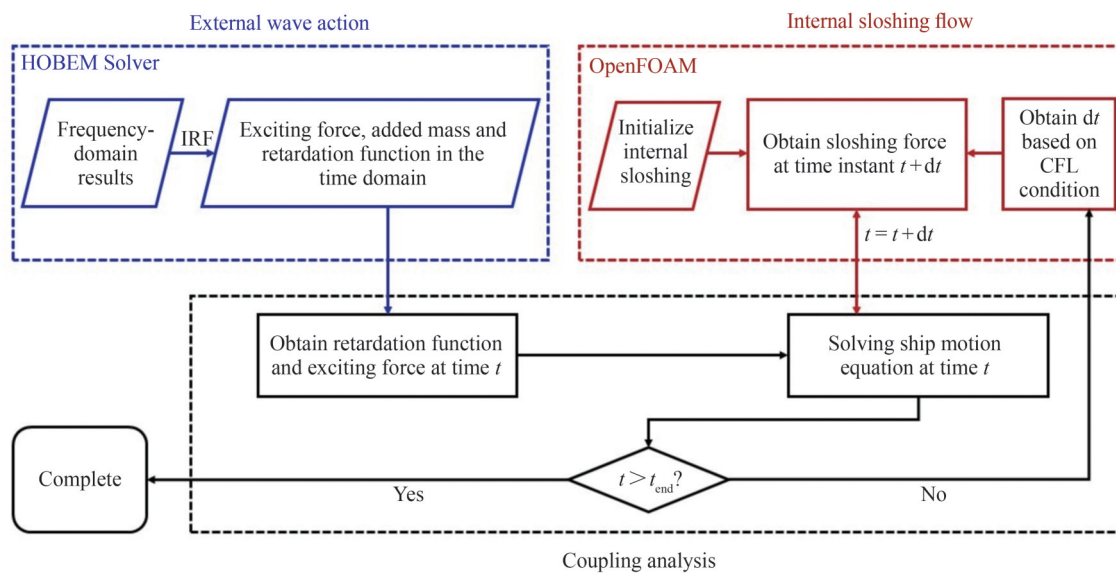 External wave action
Internal sloshing flow
HOBEM Solver
Frequency-
domain
results
IRF
Exciting force, added mass and
retardation function in the
time domain
OpenFOAM
Initialize
internal
sloshing
Obtain sloshing force
at time instant t+dt
Obtain dt
based on
CFL
condition
t = t + dt
Obtain retardation function
and exciting force at time t
Solving ship motion
equation at time t
Complete
Yes
t > t_end?
No
Coupling analysis